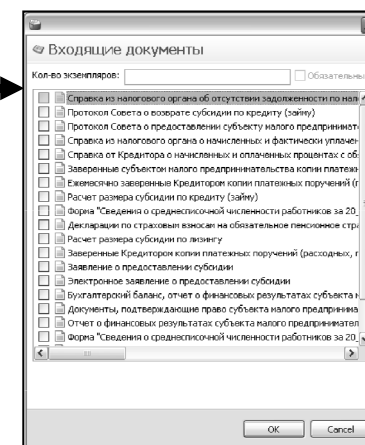 Входящие документы
Кол-во экземпляров:
Обязательны
Справка из налогового органа об отсутствии задолженности по нал
Протокол Совета о возврате субсидии по кредиту (займу)
Протокол Совета о предоставлении субъекту малого предпринимат
Справка из налогового органа о начисленных и фактически уплачен
Справка от Кредитора о начисленных и оплаченных процентах с об
Заверенные субъектом малого предпринимательства копии платежн
Ежемесячно заверенные Кредитором копии платежных поручений (г
Расчет размера субсидии по кредиту (займу)
Форма "Сведения о среднесписочной численности работников за 20_
Декларации по страховым взносам на обязательное пенсионное стра
Расчет размера субсидии по лизингу
Заверенные Кредитором копии платежных поручений (расходных, г
Заявление о предоставлении субсидии
Электронное заявление о предоставлении субсидии
Бухгалтерский баланс, отчет о финансовых результатах субъекта м
Документы, подтверждающие право субъекта малого предпринима
Отчет о финансовых результатах субъекта малого предпринимател
Форма "Сведения о среднесписочной численности работников за 20_
OK
Cancel